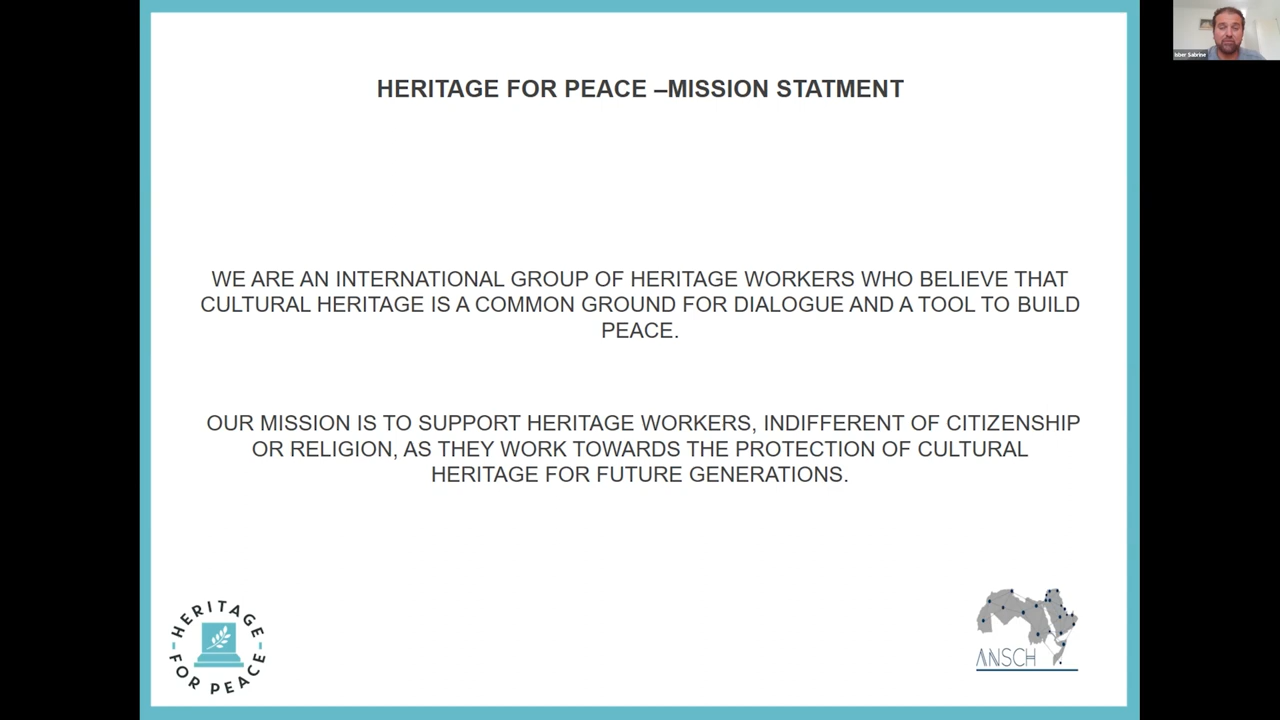 HERITAGE FOR PEACE –MISSION STATMENT
Isber Sabrine
WE ARE AN INTERNATIONAL GROUP OF HERITAGE WORKERS WHO BELIEVE THAT
CULTURAL HERITAGE IS A COMMON GROUND FOR DIALOGUE AND A TOOL TO BUILD
PEACE.
OUR MISSION IS TO SUPPORT HERITAGE WORKERS, INDIFFERENT OF CITIZENSHIP
OR RELIGION, AS THEY WORK TOWARDS THE PROTECTION OF CULTURAL
HERITAGE FOR FUTURE GENERATIONS.
HERITAGE
FOR PEACE
ANSCH